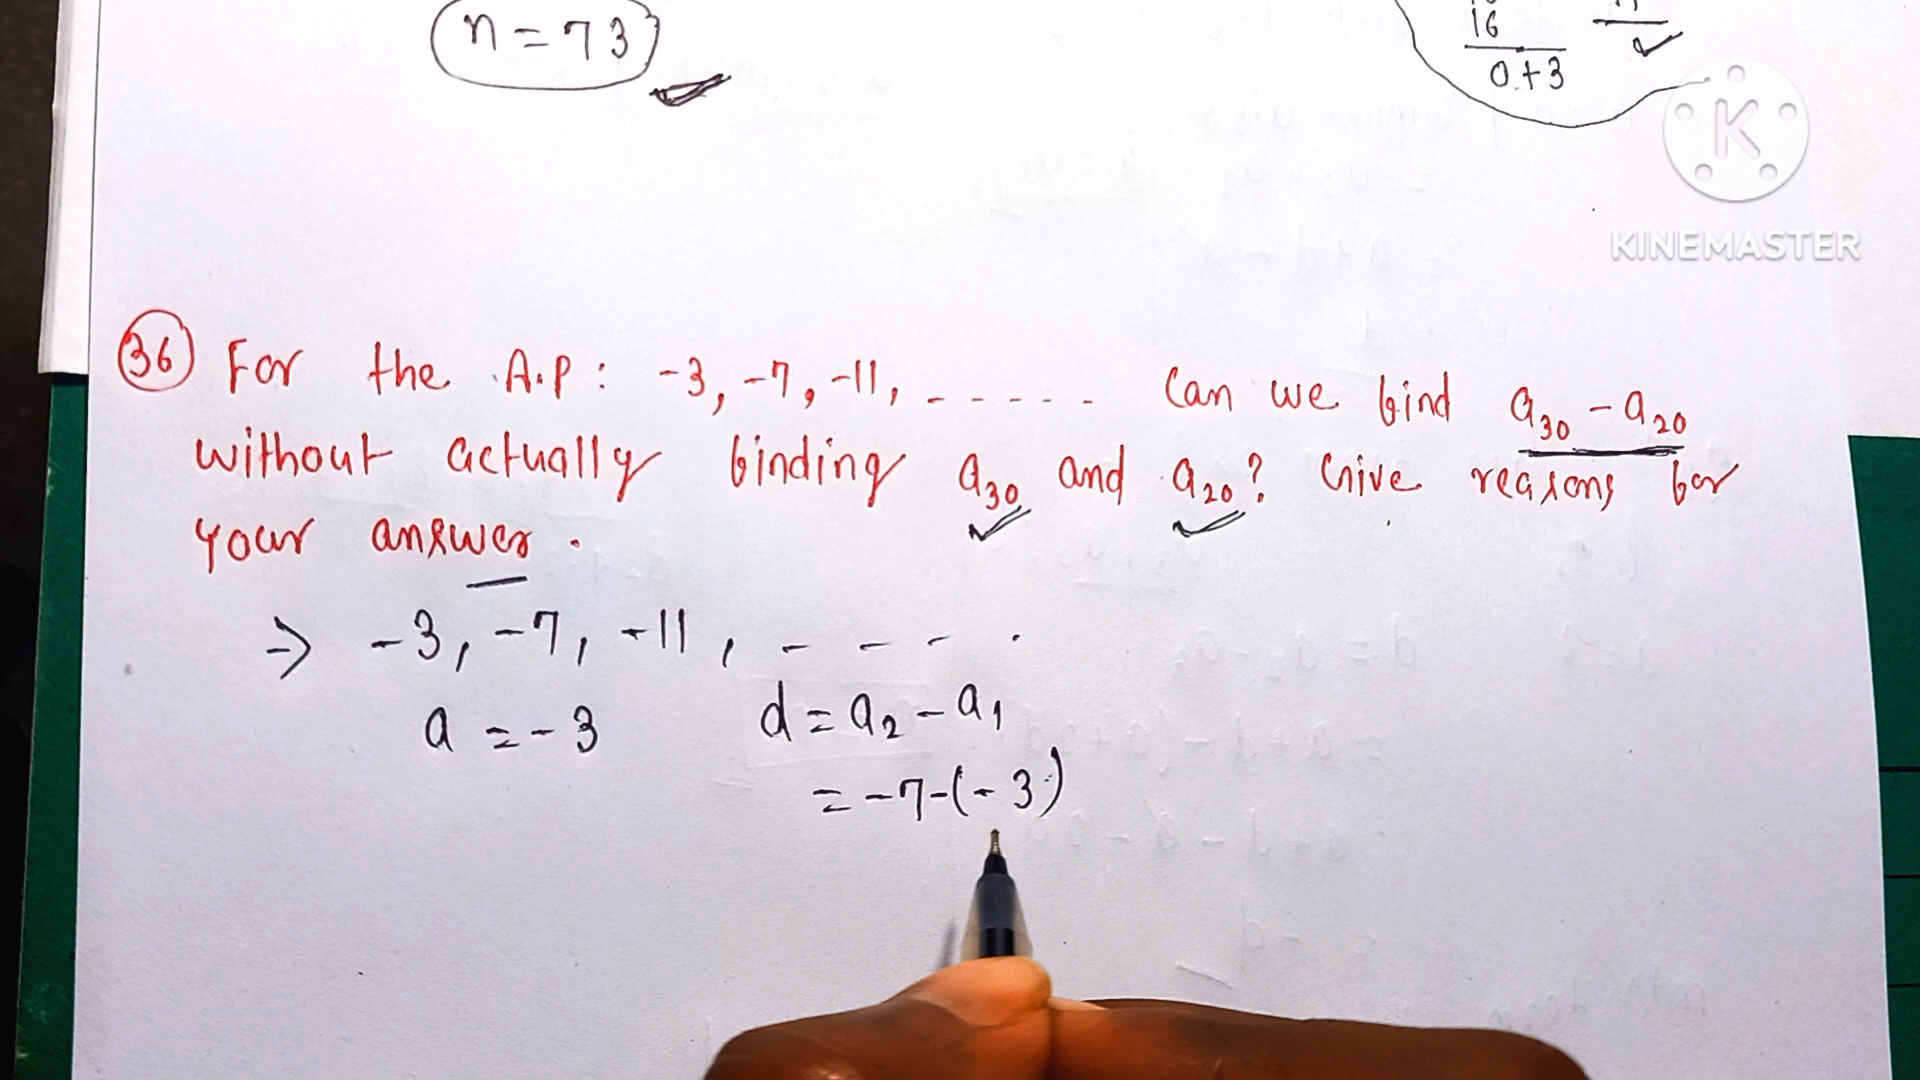 n = 73
16
0+3
K
KINEMASTER
36 For the A.P : -3, -7, -11, - - - - - Can we find a30 - a20
without actually finding a30 and a20? Give reasons for
your answer.
→ -3, -7, -11, - - - .
a = -3 d = a2 - a1
= -7-(-3)